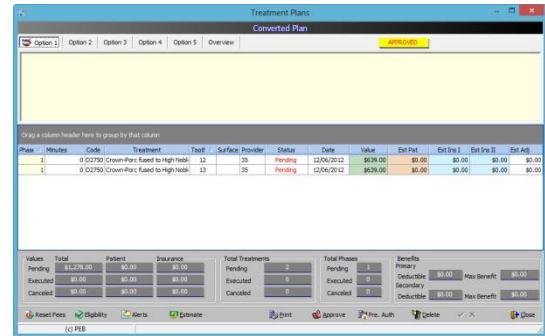 Treatment Plans
Converted Plan
Option 1 Option 2 Option 3 Option 4 Option 5 Overview APPROVED
Drag a column header here to group by that column
Phase Minutes Code Treatment Tooth Surface Provider Status Date Value Est Pat Est Ins I Est Ins II Est Adj
1 0 D2750 Crown-Porc fused to High Nobl 12 35 Pending 12/06/2012 $639.00 $0.00 $0.00 $0.00 $0.00
1 0 D2750 Crown-Porc fused to High Nobl 13 35 Pending 12/06/2012 $639.00 $0.00 $0.00 $0.00 $0.00
Values Total Patient Insurance Total Treatments Total Phases Benefits
Primary
Pending $1,278.00 $0.00 $0.00 Pending 2 Pending 1
Deductible $0.00 Max Benefit $0.00
Executed $0.00 $0.00 $0.00 Executed 0 Executed 0
Secondary
Canceled $0.00 $0.00 $0.00 Canceled 0 Canceled 0
Deductible $0.00 Max Benefit $0.00
Reset Fees Eligibility Alerts Estimate Print Approve Pre. Auth Delete Close
(c) PEB